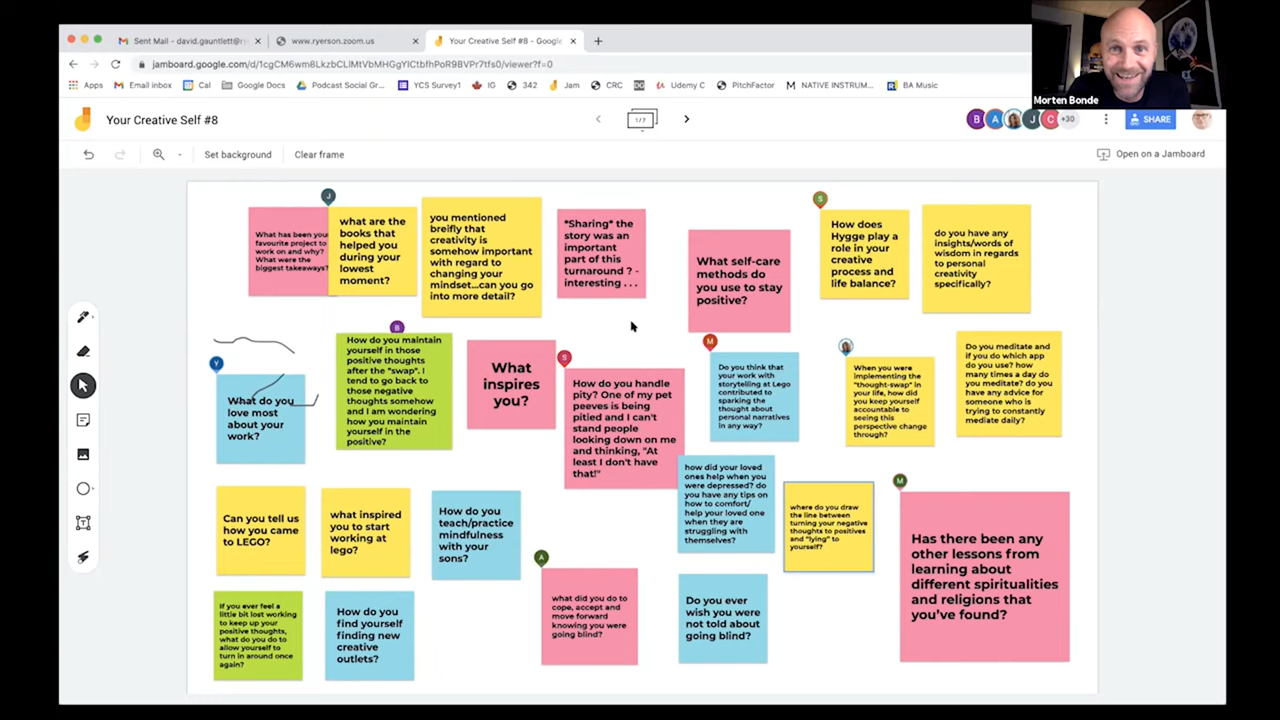 Sent Mail - david.gauntlett@ry
www.ryerson.zoom.us
Your Creative Self #8 - Google
jamboard.google.com/d/1cgCM6wm8LkzbCLlMtVbMHGgYlCtbfhPoR9BVPr7tfs0/viewer?f=0
Apps
Email inbox
Cal
Google Docs
Podcast Social Gr...
YCS Survey1
IG
342
Jam
CRC
Udemy C
PitchFactor
NATIVE INSTRUM...
BA Music
Morten Bonde
Your Creative Self #8
1/7
B
A
J
C
+30
SHARE
Set background
Clear frame
Open on a Jamboard
What has been your
favourite project to
work on and why?
What were the
biggest takeaways?
J
what are the
books that
helped you
during your
lowest
moment?
you mentioned
breifly that
creativity is
somehow important
with regard to
changing your
mindset...can you go
into more detail?
*Sharing* the
story was an
important
part of this
turnaround ? -
interesting . . .
What self-care
methods do
you use to stay
positive?
S
How does
Hygge play a
role in your
creative
process and
life balance?
do you have any
insights/words of
wisdom in regards
to personal
creativity
specifically?
Y
What do you
love most
about your
work?
B
How do you maintain
yourself in those
positive thoughts
after the "swap". I
tend to go back to
those negative
thoughts somehow
and I am wondering
how you maintain
yourself in the
positive?
What
inspires
you?
S
How do you handle
pity? One of my pet
peeves is being
pitied and I can't
stand people
looking down on me
and thinking, "At
least I don't have
that!"
M
Do you think that
your work with
storytelling at Lego
contributed to
sparking the
thought about
personal narratives
in any way?
When you were
implementing the
"thought-swap" in
your life, how did
you keep yourself
accountable to
seeing this
perspective change
through?
Do you meditate and
if you do which app
do you use? how
many times a day do
you meditate? do you
have any advice for
someone who is
trying to constantly
mediate daily?
Can you tell us
how you came
to LEGO?
what inspired
you to start
working at
lego?
How do you
teach/practice
mindfulness
with your
sons?
how did your loved
ones help when you
were depressed? do
you have any tips on
how to comfort/
help your loved one
when they are
struggling with
themselves?
where do you draw
the line between
turning your negative
thoughts to positives
and "lying" to
yourself?
M
Has there been any
other lessons from
learning about
different spiritualities
and religions that
you've found?
If you ever feel a
little bit lost working
to keep up your
positive thoughts,
what do you do to
allow yourself to
turn in around once
again?
How do you
find yourself
finding new
creative
outlets?
A
what did you do to
cope, accept and
move forward
knowing you were
going blind?
Do you ever
wish you were
not told about
going blind?